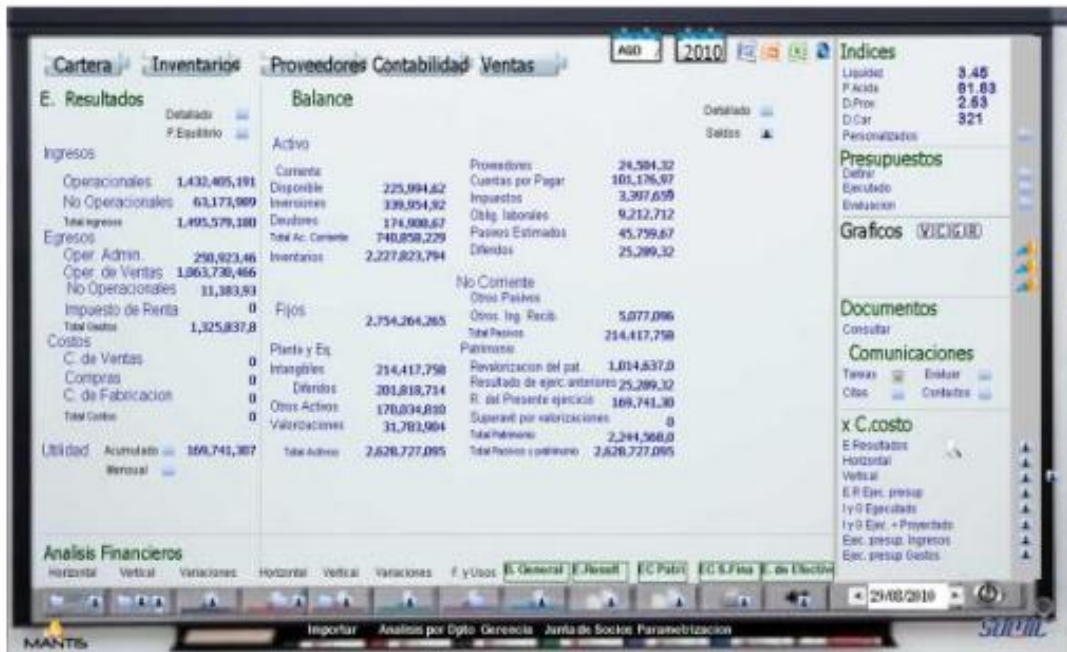 AGO 2010
Cartera Inventarios Proveedores Contabilidad Ventas
E. Resultados
Detallado
P.Equilibrio
Ingresos
Operacionales 1,432,405,191
No Operacionales 63,173,989
Total Ingresos 1,495,579,180
Egresos
Oper. Admin. 250,923,46
Oper. de Ventas 1,063,730,466
No Operacionales 11,383,93
Impuesto de Renta 0
Total Gastos 1,325,837,8
Costos
C. de Ventas 0
Compras 0
C. de Fabricacion 0
Total Costos 0
Utilidad Acumulado 169,741,307
Mensual
Balance
Detallado
Saldos
Activo
Corriente
Disponible 225,994,62
Inversiones 339,954,92
Deudores 174,908,67
Total Ac. Corriente 740,858,229
Inventarios 2,227,823,794
Fijos 2,754,264,265
Planta y Eq.
Intangibles 214,417,758
Diferidos 201,818,714
Otros Activos 170,034,810
Valorizaciones 31,783,904
Total Activos 2,628,727,095
Proveedores 24,504,32
Cuentas por Pagar 101,176,97
Impuestos 3,397,659
Oblig. laborales 9,212,712
Pasivos Estimados 45,759,67
Diferidos 25,289,32
No Corriente
Otros Pasivos
Otros. Ing. Recib. 5,077,096
Total Pasivos 214,417,758
Patrimonio
Revalorizacion del pat. 1,014,637,0
Resultado de ejerc. anteriores 25,289,32
R. del Presente ejercicio 169,741,30
Superavit por valorizaciones 0
Total Patrimonio 2,244,568,0
Total Pasivos y patrimonio 2,628,727,095
Indices
Liquidez 3.45
P.Acida 81.83
D.Prov 2.63
D.Car 321
Personalizados
Presupuestos
Definir
Ejecutado
Evaluacion
Graficos V C G R
Documentos
Consultar
Comunicaciones
Tareas Evaluar
Citas Contactos
x C.costo
E.Resultados
Horizontal
Vertical
E.R Ejec. presup
I y G Egecutado
I y G Ejec. + Proyectado
Ejec. presup. Ingresos
Ejec. presup Gastos
Analisis Financieros
Horizontal Vertical Variaciones Horizontal Vertical Variaciones F. y Usos B. General E.Result EC Patri EC S.Fina E. de Efectivo
29/08/2010
Importar Analisis por Dpto Gerencia Junta de Socios Parametrizacion
MANTIS